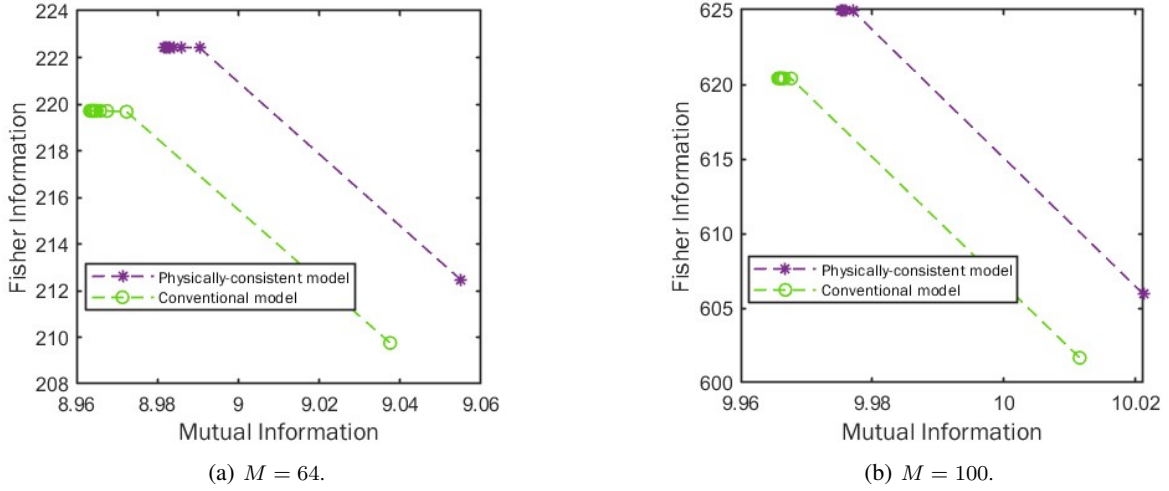 224
222
220
218
216
214
212
210
208
Fisher Information
Physically-consistent model
Conventional model
8.96
8.98
9
9.02
9.04
9.06
Mutual Information
(a) M = 64.
625
620
615
610
605
600
Fisher Information
Physically-consistent model
Conventional model
9.96
9.98
10
10.02
Mutual Information
(b) M = 100.